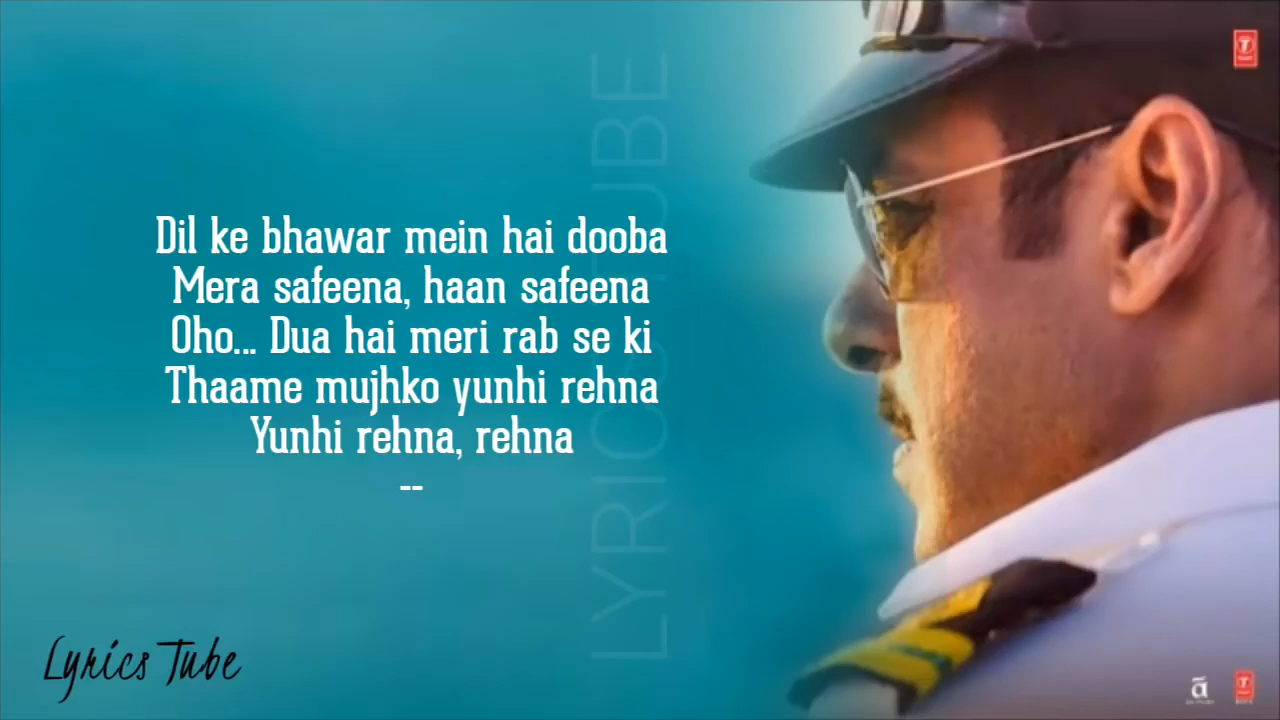 Dil ke bhawar mein hai dooba
Mera safeena, haan safeena
Oho... Dua hai meri rab se ki
Thaame mujhko yunhi rehna
Yunhi rehna, rehna
--
LYRICS TUBE
Lyrics Tube